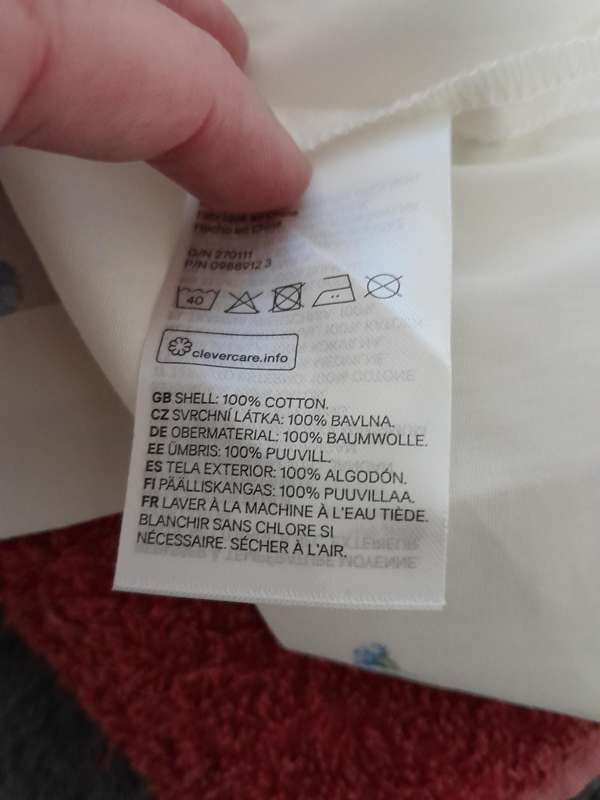 O/N 270111
P/N 0988912 3
40
clevercare.info
GB SHELL: 100% COTTON.
CZ SVRCHNÍ LÁTKA: 100% BAVLNA.
DE OBERMATERIAL: 100% BAUMWOLLE.
EE ÜMBRIS: 100% PUUVILL.
ES TELA EXTERIOR: 100% ALGODÓN.
FI PÄÄLLISKANGAS: 100% PUUVILLAA.
FR LAVER À LA MACHINE À L'EAU TIÈDE.
BLANCHIR SANS CHLORE SI
NÉCESSAIRE. SÉCHER À L'AIR.